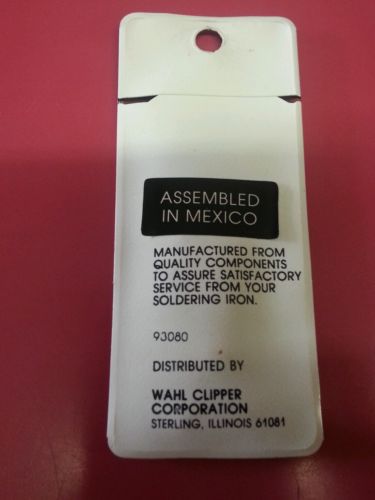 ASSEMBLED
IN MEXICO
MANUFACTURED FROM
QUALITY COMPONENTS
TO ASSURE SATISFACTORY
SERVICE FROM YOUR
SOLDERING IRON.
93080
DISTRIBUTED BY
WAHL CLIPPER
CORPORATION
STERLING, ILLINOIS 61081